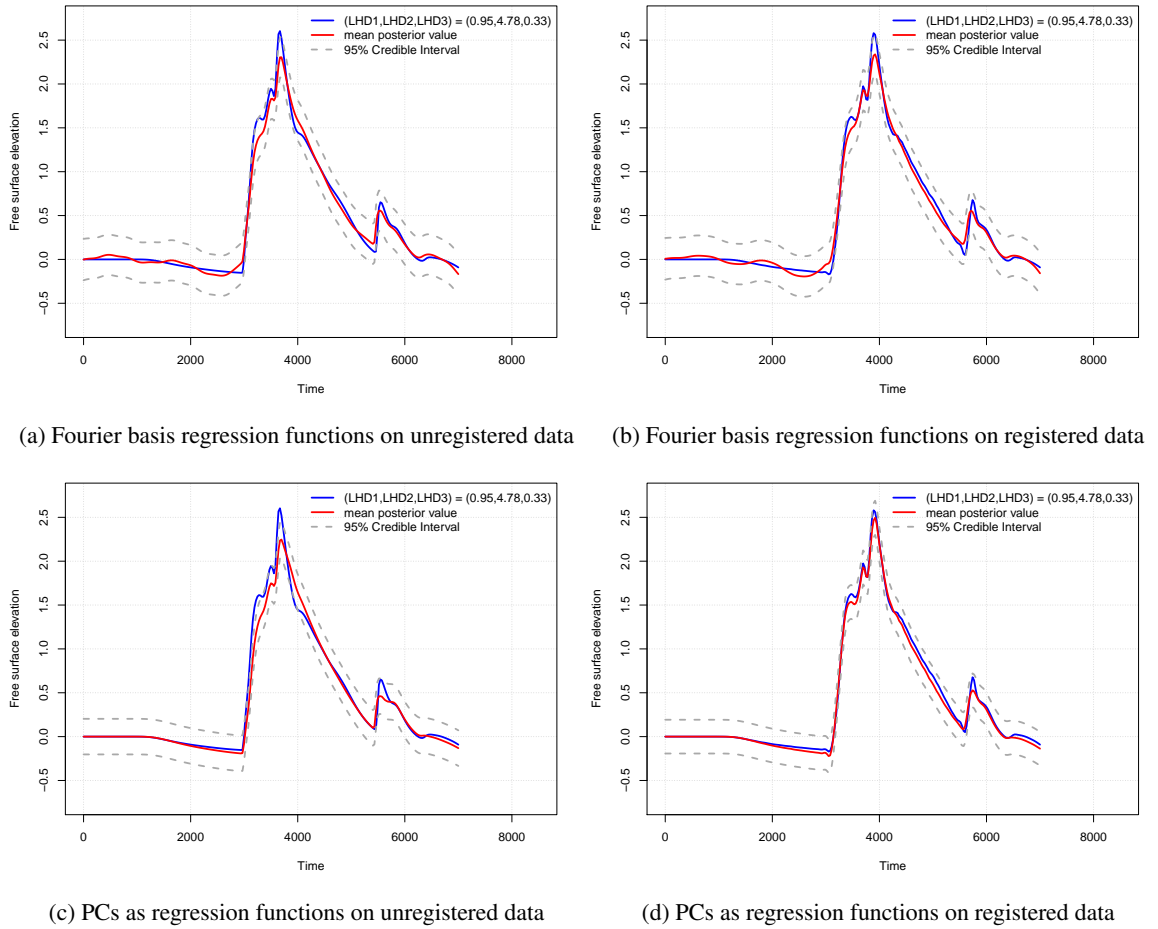 (LHD1,LHD2,LHD3) = (0.95,4.78,0.33)
mean posterior value
95% Credible Interval
Free surface elevation
2.5
2.0
1.5
1.0
0.5
0.0
−0.5
0 2000 4000 6000 8000
Time
(a) Fourier basis regression functions on unregistered data
(LHD1,LHD2,LHD3) = (0.95,4.78,0.33)
mean posterior value
95% Credible Interval
Free surface elevation
2.5
2.0
1.5
1.0
0.5
0.0
−0.5
0 2000 4000 6000 8000
Time
(b) Fourier basis regression functions on registered data
(LHD1,LHD2,LHD3) = (0.95,4.78,0.33)
mean posterior value
95% Credible Interval
Free surface elevation
2.5
2.0
1.5
1.0
0.5
0.0
−0.5
0 2000 4000 6000 8000
Time
(c) PCs as regression functions on unregistered data
(LHD1,LHD2,LHD3) = (0.95,4.78,0.33)
mean posterior value
95% Credible Interval
Free surface elevation
2.5
2.0
1.5
1.0
0.5
0.0
−0.5
0 2000 4000 6000 8000
Time
(d) PCs as regression functions on registered data